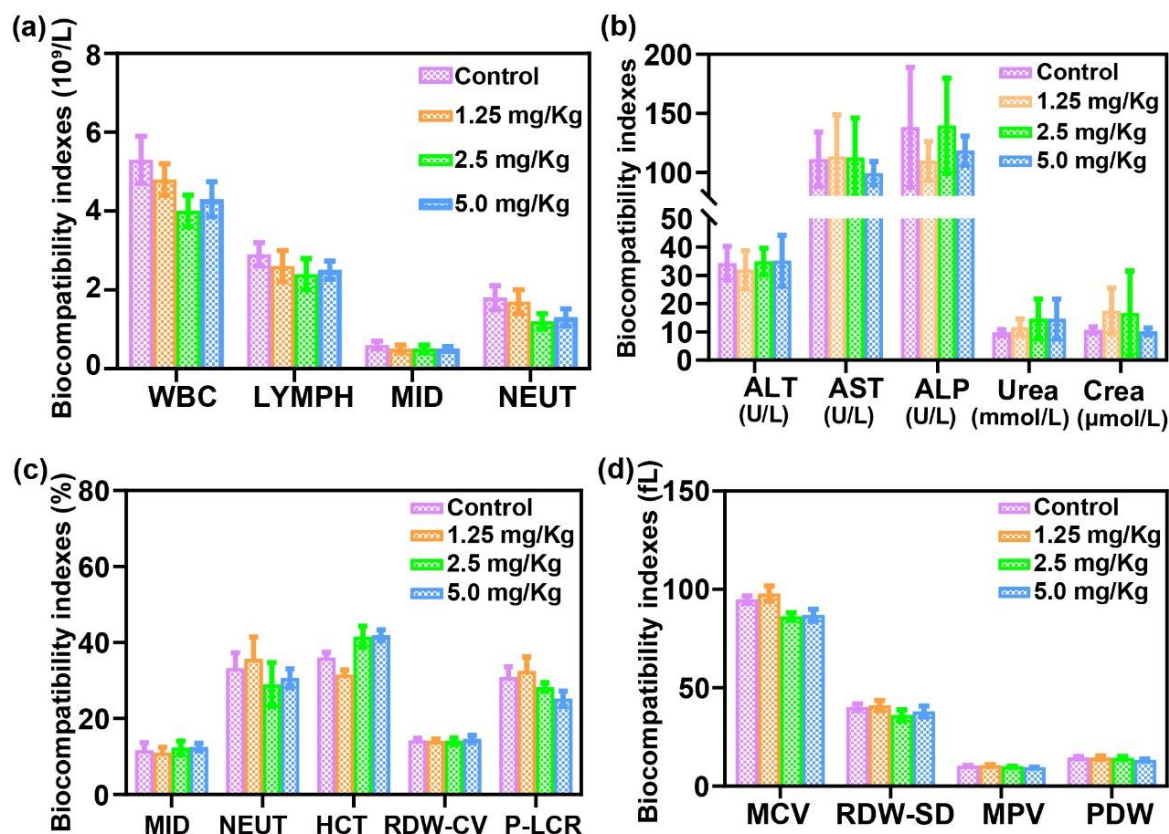 (a)
Biocompatibility indexes (10⁹/L)
8
6
4
2
0
Control
1.25 mg/Kg
2.5 mg/Kg
5.0 mg/Kg
WBC LYMPH MID NEUT
(b)
Biocompatibility indexes
200
150
100
50
40
30
20
10
0
Control
1.25 mg/Kg
2.5 mg/Kg
5.0 mg/Kg
ALT AST ALP Urea Crea
(U/L) (U/L) (U/L) (mmol/L) (μmol/L)
(c)
Biocompatibility indexes (%)
80
60
40
20
0
Control
1.25 mg/Kg
2.5 mg/Kg
5.0 mg/Kg
MID NEUT HCT RDW-CV P-LCR
(d)
Biocompatibility indexes (fL)
150
100
50
0
Control
1.25 mg/Kg
2.5 mg/Kg
5.0 mg/Kg
MCV RDW-SD MPV PDW